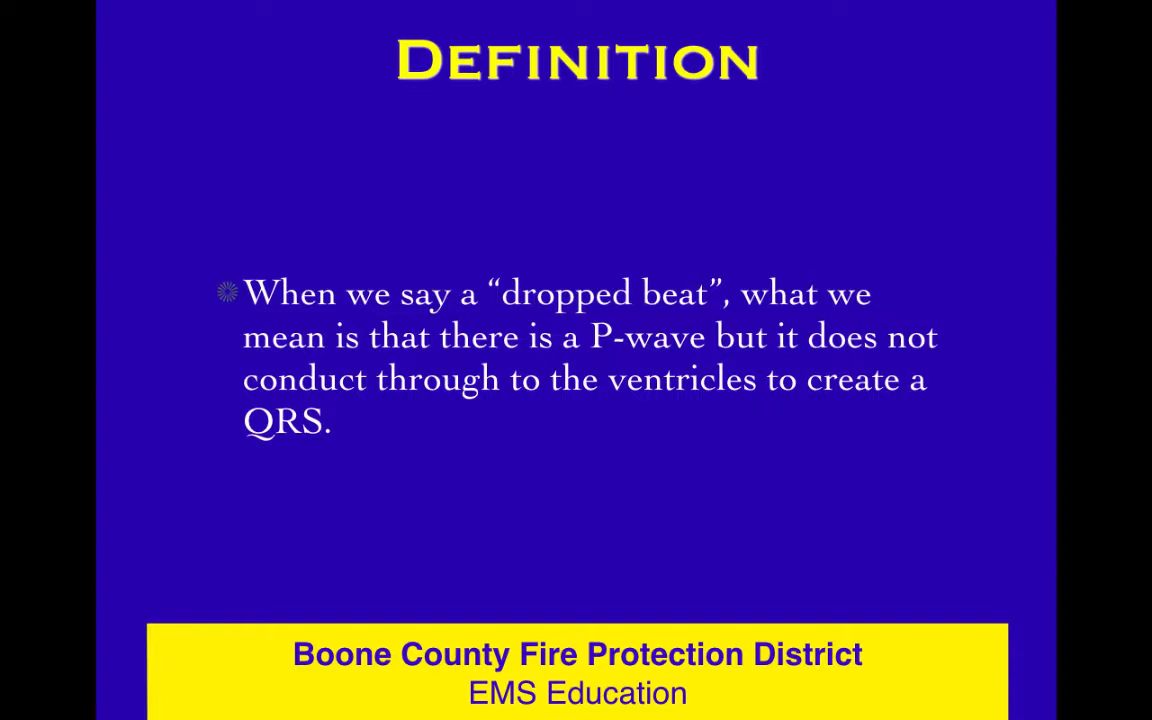 DEFINITION
When we say a “dropped beat”, what we
mean is that there is a P-wave but it does not
conduct through to the ventricles to create a
QRS.
Boone County Fire Protection District
EMS Education